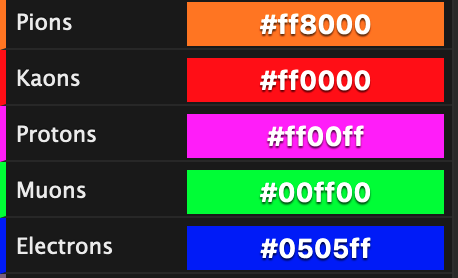 Pions #ff8000
Kaons #ff0000
Protons #ff00ff
Muons #00ff00
Electrons #0505ff